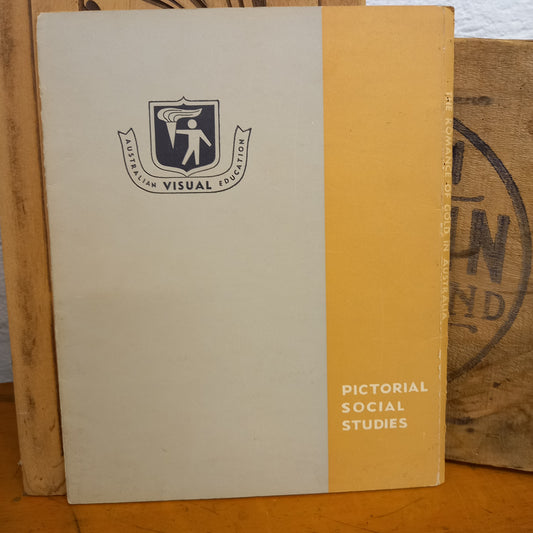 AUSTRALIAN VISUAL EDUCATION
THE ROMANCE OF GOLD IN AUSTRALIA
PICTORIAL
SOCIAL
STUDIES